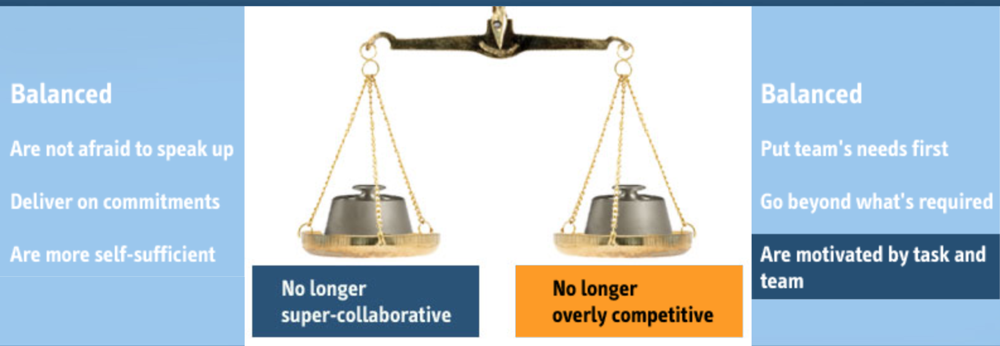 Balanced
Are not afraid to speak up
Deliver on commitments
Are more self-sufficient
No longer
super-collaborative
No longer
overly competitive
Balanced
Put team's needs first
Go beyond what's required
Are motivated by task and
team